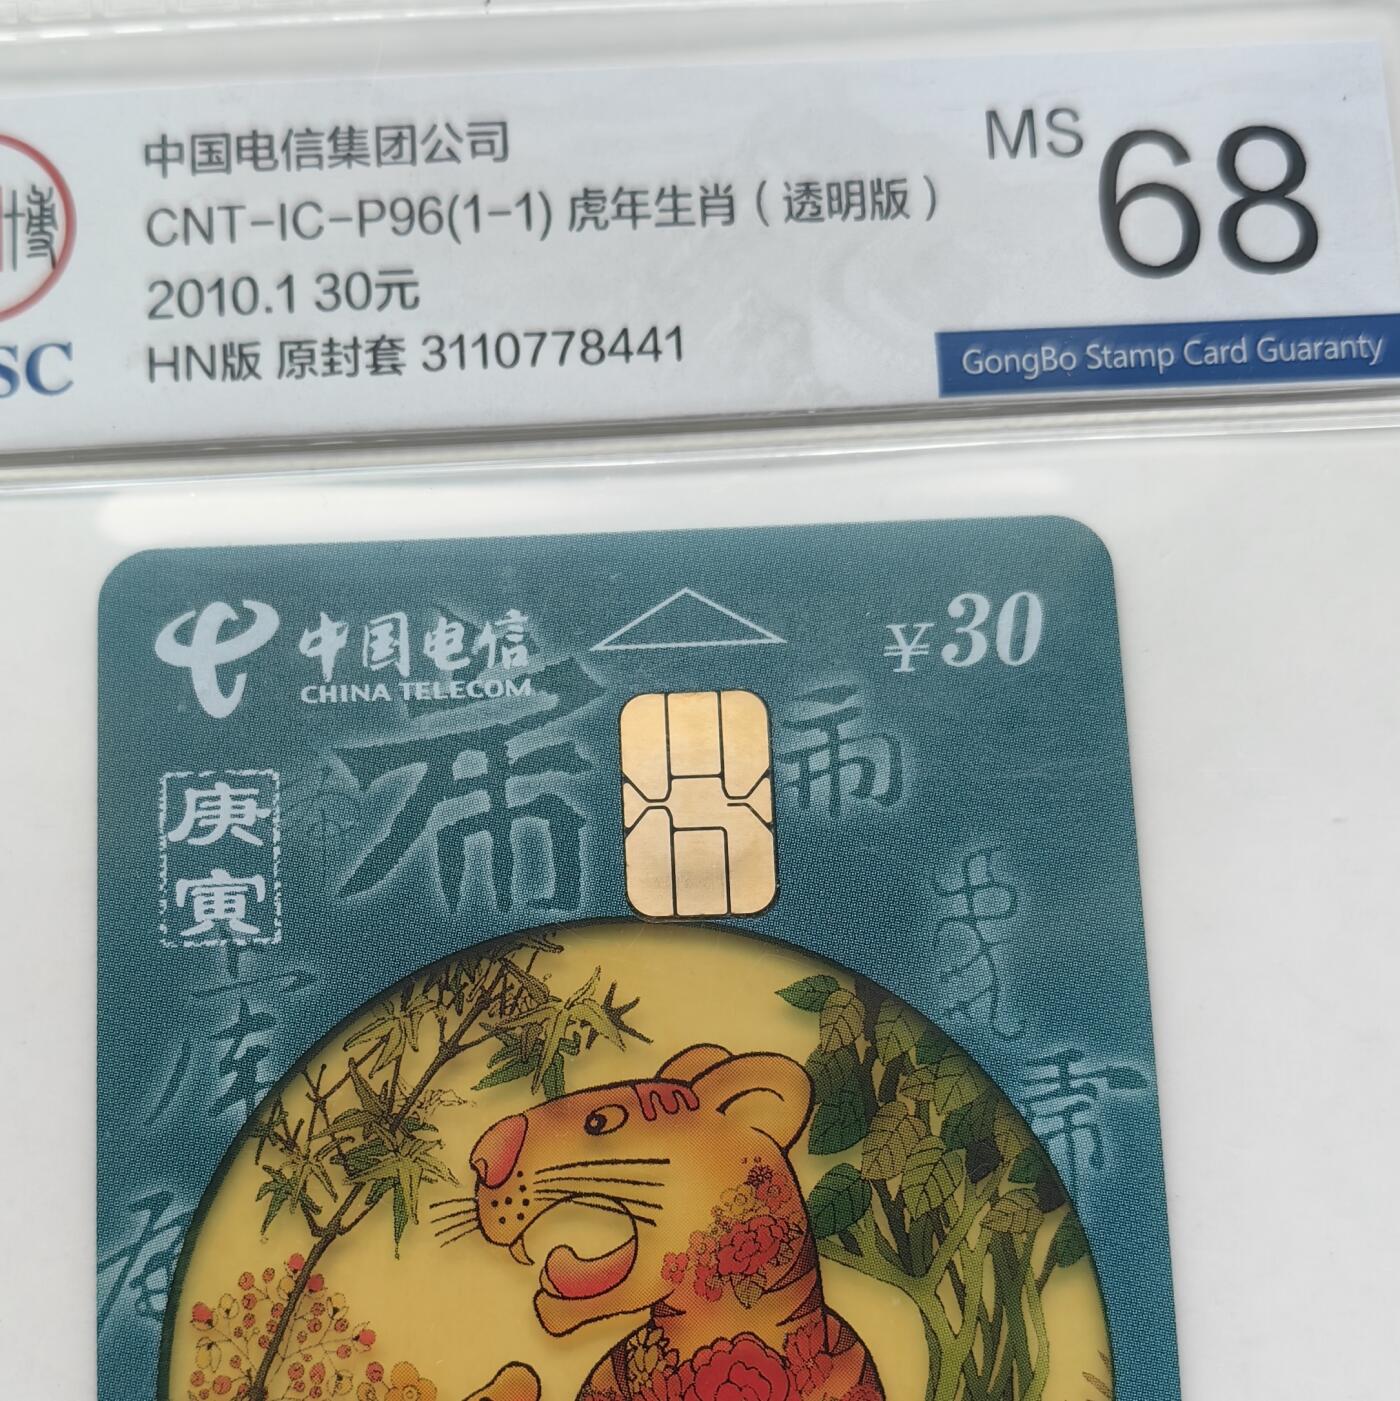 中国电信集团公司
CNT-IC-P96(1-1) 虎年生肖(透明版)
2010.1 30元
HN版 原封套 3110778441
MS 68
GongBo Stamp Card Guaranty
博
SC
中国电信
CHINA TELECOM
¥30
庚
寅